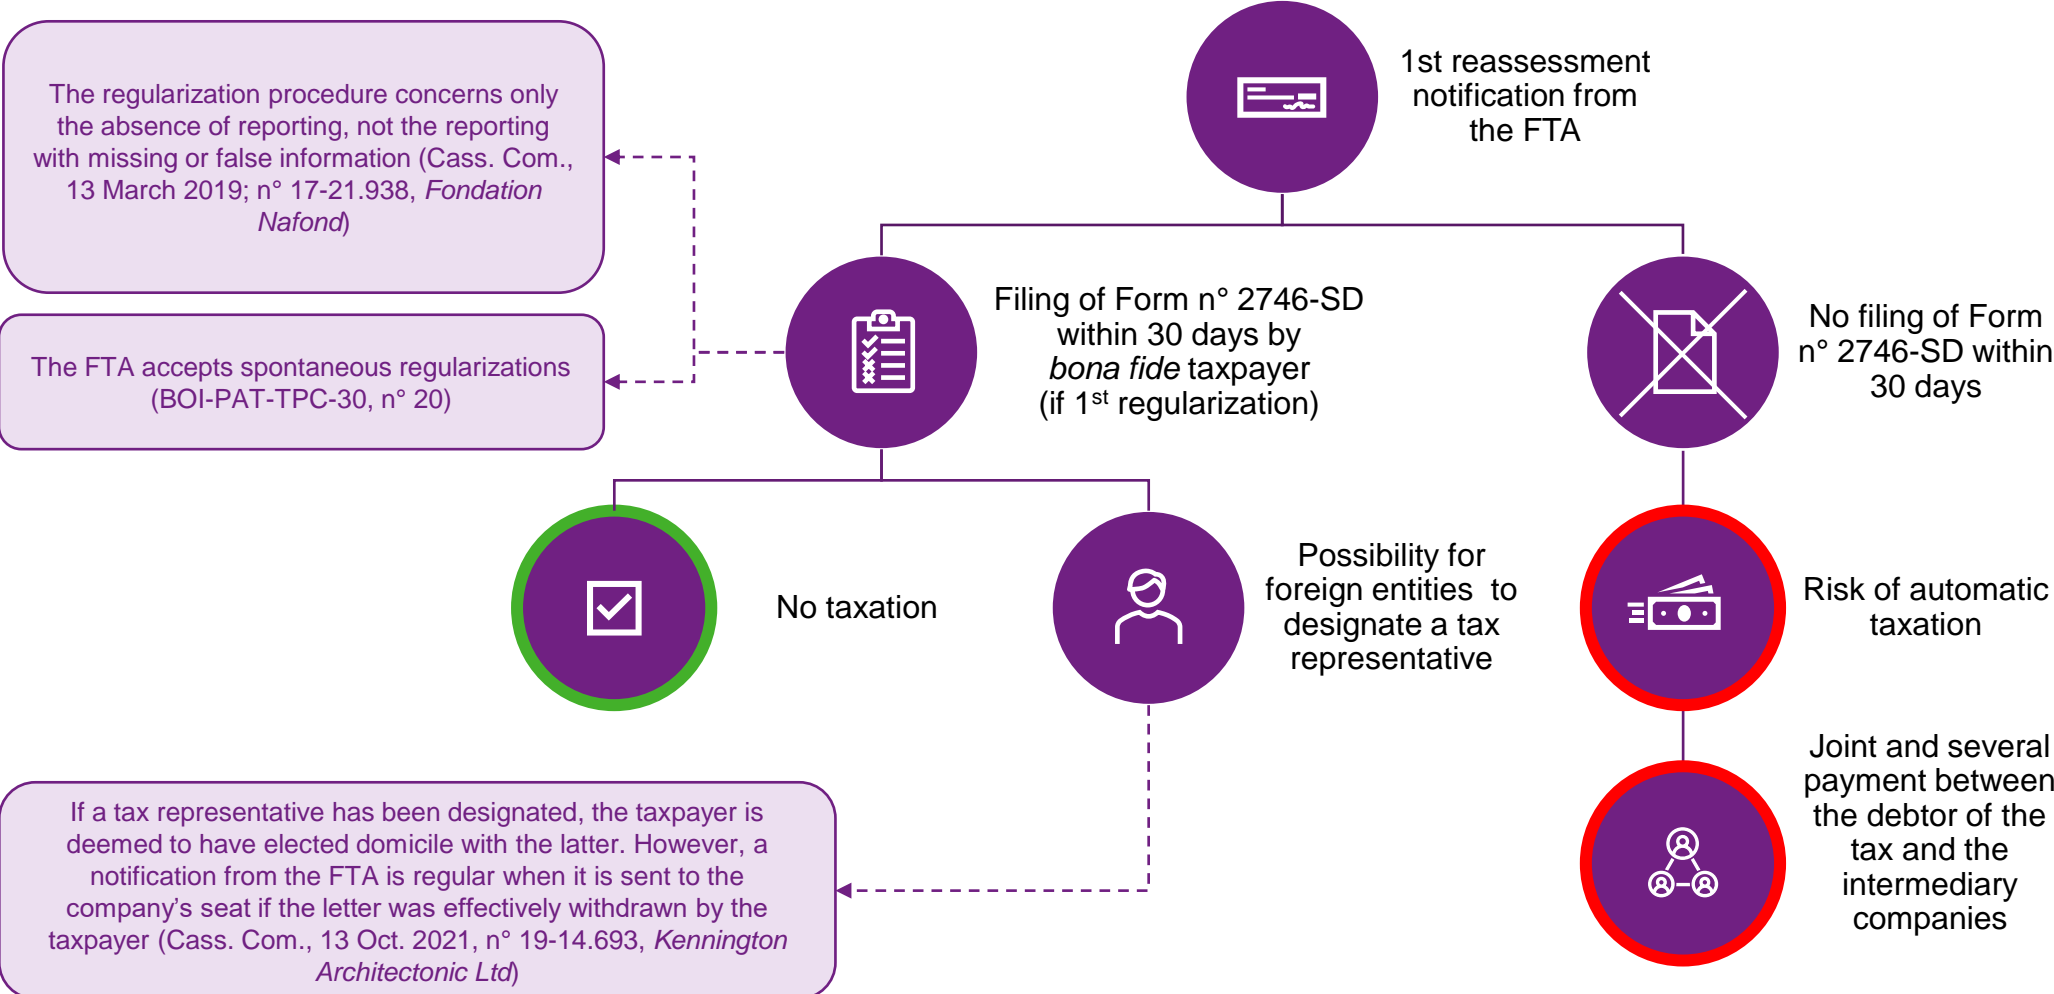 The regularization procedure concerns only
the absence of reporting, not the reporting
with missing or false information (Cass. Com.,
13 March 2019; n° 17-21.938, Fondation
Nafond)
The FTA accepts spontaneous regularizations
(BOI-PAT-TPC-30, n° 20)
1st reassessment
notification from
the FTA
Filing of Form n° 2746-SD
within 30 days by
bona fide taxpayer
(if 1st regularization)
No filing of Form
n° 2746-SD within
30 days
No taxation
Possibility for
foreign entities to
designate a tax
representative
Risk of automatic
taxation
If a tax representative has been designated, the taxpayer is
deemed to have elected domicile with the latter. However, a
notification from the FTA is regular when it is sent to the
company’s seat if the letter was effectively withdrawn by the
taxpayer (Cass. Com., 13 Oct. 2021, n° 19-14.693, Kennington
Architectonic Ltd)
Joint and several
payment between
the debtor of the
tax and the
intermediary
companies